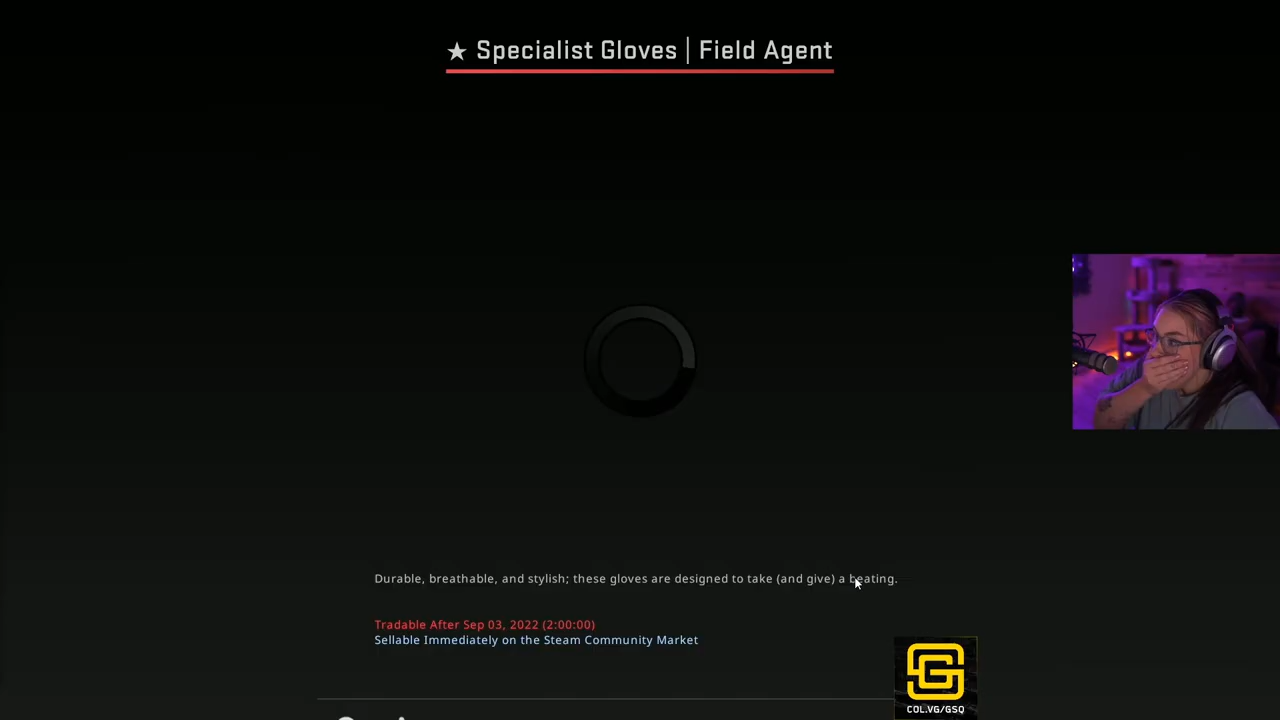 ★ Specialist Gloves | Field Agent
Durable, breathable, and stylish; these gloves are designed to take (and give) a beating.
Tradable After Sep 03, 2022 (2:00:00)
Sellable Immediately on the Steam Community Market
COL.VG/GSQ